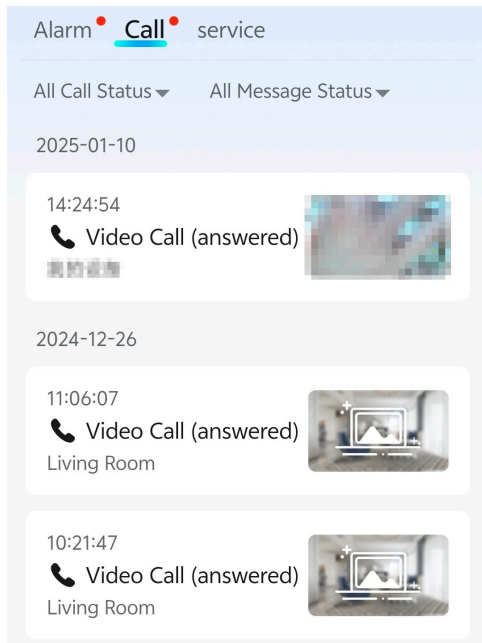 Alarm Call service
All Call Status All Message Status
2025-01-10
14:24:54
Video Call (answered)
2024-12-26
11:06:07
Video Call (answered)
Living Room
10:21:47
Video Call (answered)
Living Room